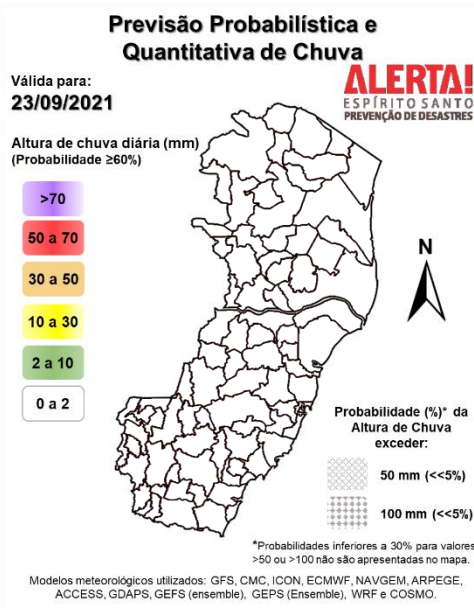 Previsão Probabilística e
Quantitativa de Chuva
Válida para:
23/09/2021
ALERTA!
ESPÍRITO SANTO
PREVENÇÃO DE DESASTRES
Altura de chuva diária (mm)
(Probabilidade ≥60%)
>70
50 a 70
30 a 50
10 a 30
2 a 10
0 a 2
N
Probabilidade (%)* da
Altura de Chuva
exceder:
50 mm (<<5%)
100 mm (<<5%)
*Probabilidades inferiores a 30% para valores
>50 ou >100 não são apresentadas no mapa.
Modelos meteorológicos utilizados: GFS, CMC, ICON, ECMWF, NAVGEM, ARPEGE,
ACCESS, GDAPS, GEFS (ensemble), GEPS (Ensemble), WRF e COSMO.